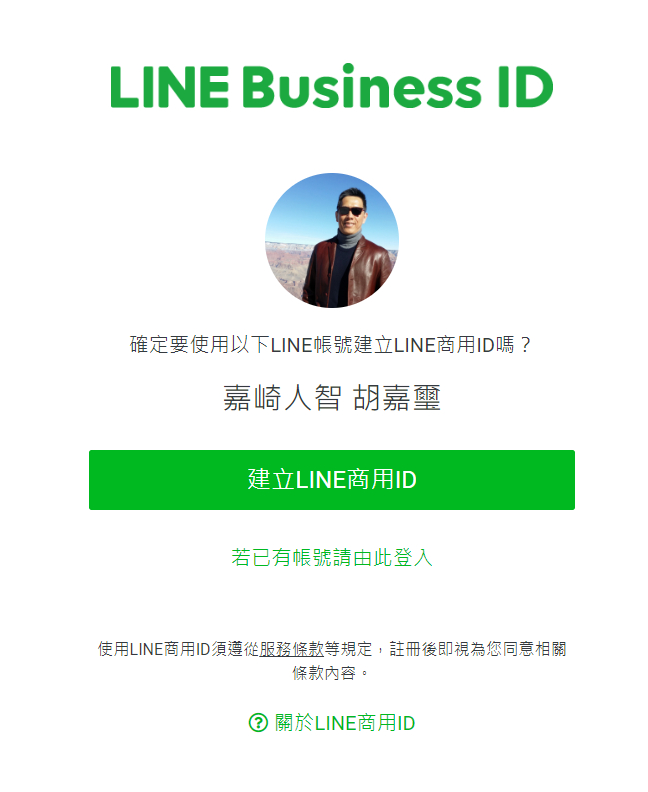 LINE Business ID
確定要使用以下LINE帳號建立LINE商用ID嗎？
嘉崎人智 胡嘉璽
建立LINE商用ID
若已有帳號請由此登入
使用LINE商用ID須遵從服務條款等規定，註冊後即視為您同意相關
條款內容。
關於LINE商用ID